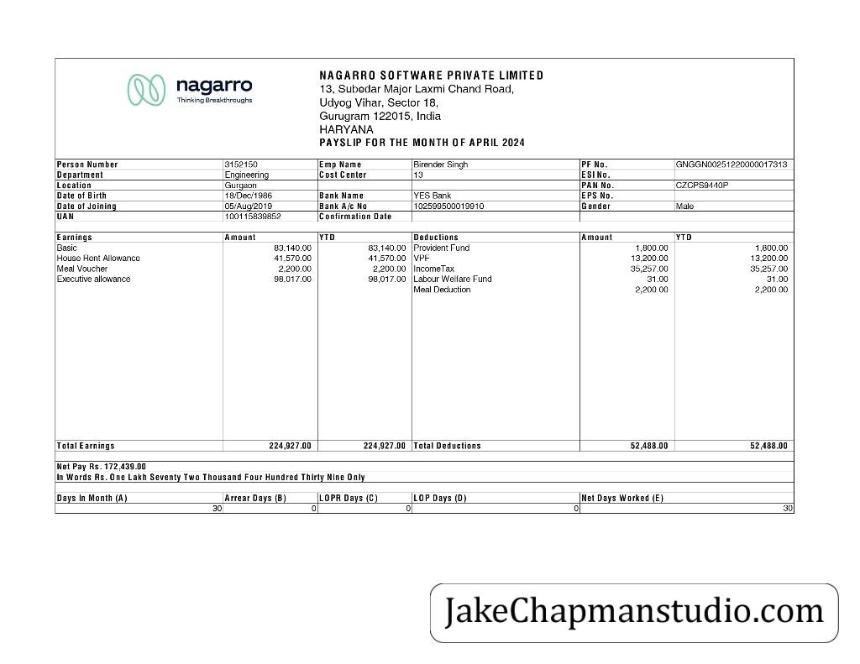 nagarro
Thinking Breakthroughs
NAGARRO SOFTWARE PRIVATE LIMITED
13, Subedar Major Laxmi Chand Road,
Udyog Vihar, Sector 18,
Gurugram 122015, India
HARYANA
PAYSLIP FOR THE MONTH OF APRIL 2024
Person Number 3152150 Emp Name Birender Singh PF No. GNGGN00251220000017313
Department Engineering Cost Center 13 ESI No.
Location Gurgaon PAN No. CZCPS9440P
Date of Birth 18/Dec/1986 Bank Name YES Bank EPS No.
Date of Joining 05/Aug/2019 Bank A/c No 102599500019910 Gender Male
UAN 100115839852 Confirmation Date
Earnings Amount YTD Deductions Amount YTD
Basic 83,140.00 83,140.00 Provident Fund 1,800.00 1,800.00
House Rent Allowance 41,570.00 41,570.00 VPF 13,200.00 13,200.00
Meal Voucher 2,200.00 2,200.00 IncomeTax 35,257.00 35,257.00
Executive allowance 98,017.00 98,017.00 Labour Welfare Fund 31.00 31.00
Meal Deduction 2,200.00 2,200.00
Total Earnings 224,927.00 224,927.00 Total Deductions 52,488.00 52,488.00
Net Pay Rs. 172,439.00
In Words Rs. One Lakh Seventy Two Thousand Four Hundred Thirty Nine Only
Days In Month (A) Arrear Days (B) LOPR Days (C) LOP Days (D) Net Days Worked (E)
30 0 0 0 30
JakeChapmanstudio.com